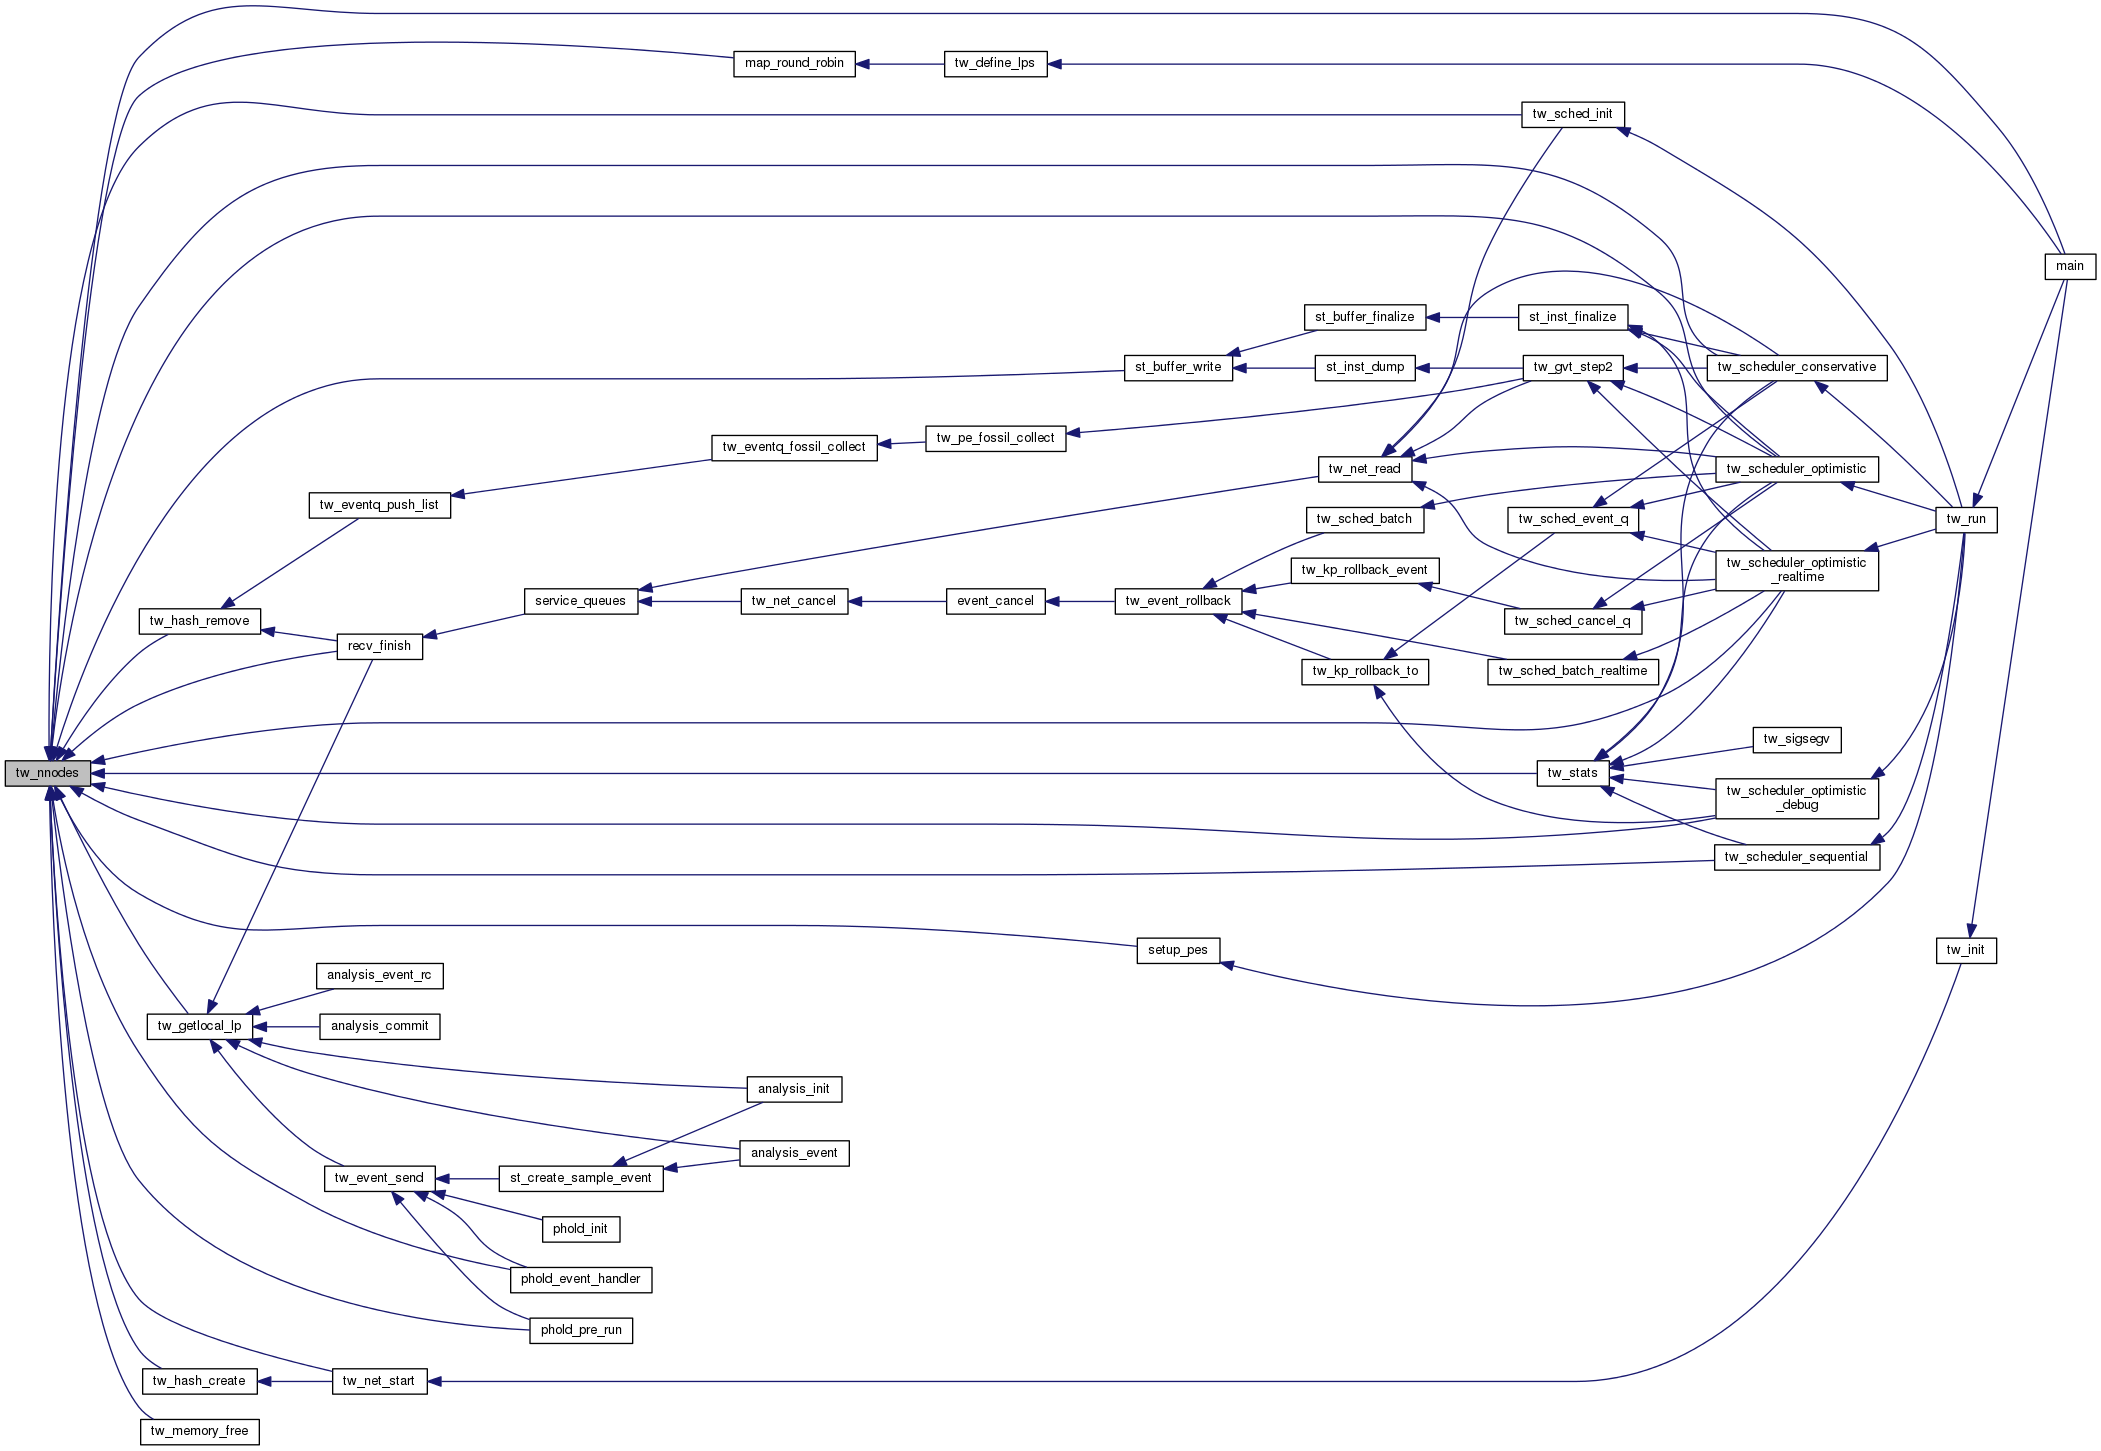 map_round_robin
tw_define_lps
tw_sched_init
main
st_buffer_finalize
st_inst_finalize
st_buffer_write
st_inst_dump
tw_gvt_step2
tw_scheduler_conservative
tw_eventq_fossil_collect
tw_pe_fossil_collect
tw_net_read
tw_scheduler_optimistic
tw_eventq_push_list
tw_sched_batch
tw_sched_event_q
tw_run
tw_kp_rollback_event
tw_scheduler_optimistic
_realtime
service_queues
tw_net_cancel
event_cancel
tw_event_rollback
tw_hash_remove
tw_sched_cancel_q
recv_finish
tw_kp_rollback_to
tw_sched_batch_realtime
tw_sigsegv
tw_nnodes
tw_stats
tw_scheduler_optimistic
_debug
tw_scheduler_sequential
setup_pes
tw_init
analysis_event_rc
tw_getlocal_lp
analysis_commit
analysis_init
analysis_event
tw_event_send
st_create_sample_event
phold_init
phold_event_handler
phold_pre_run
tw_hash_create
tw_net_start
tw_memory_free